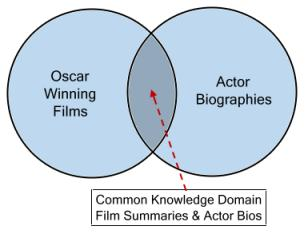 Oscar
Winning
Films
Actor
Biographies
Common Knowledge Domain
Film Summaries & Actor Bios